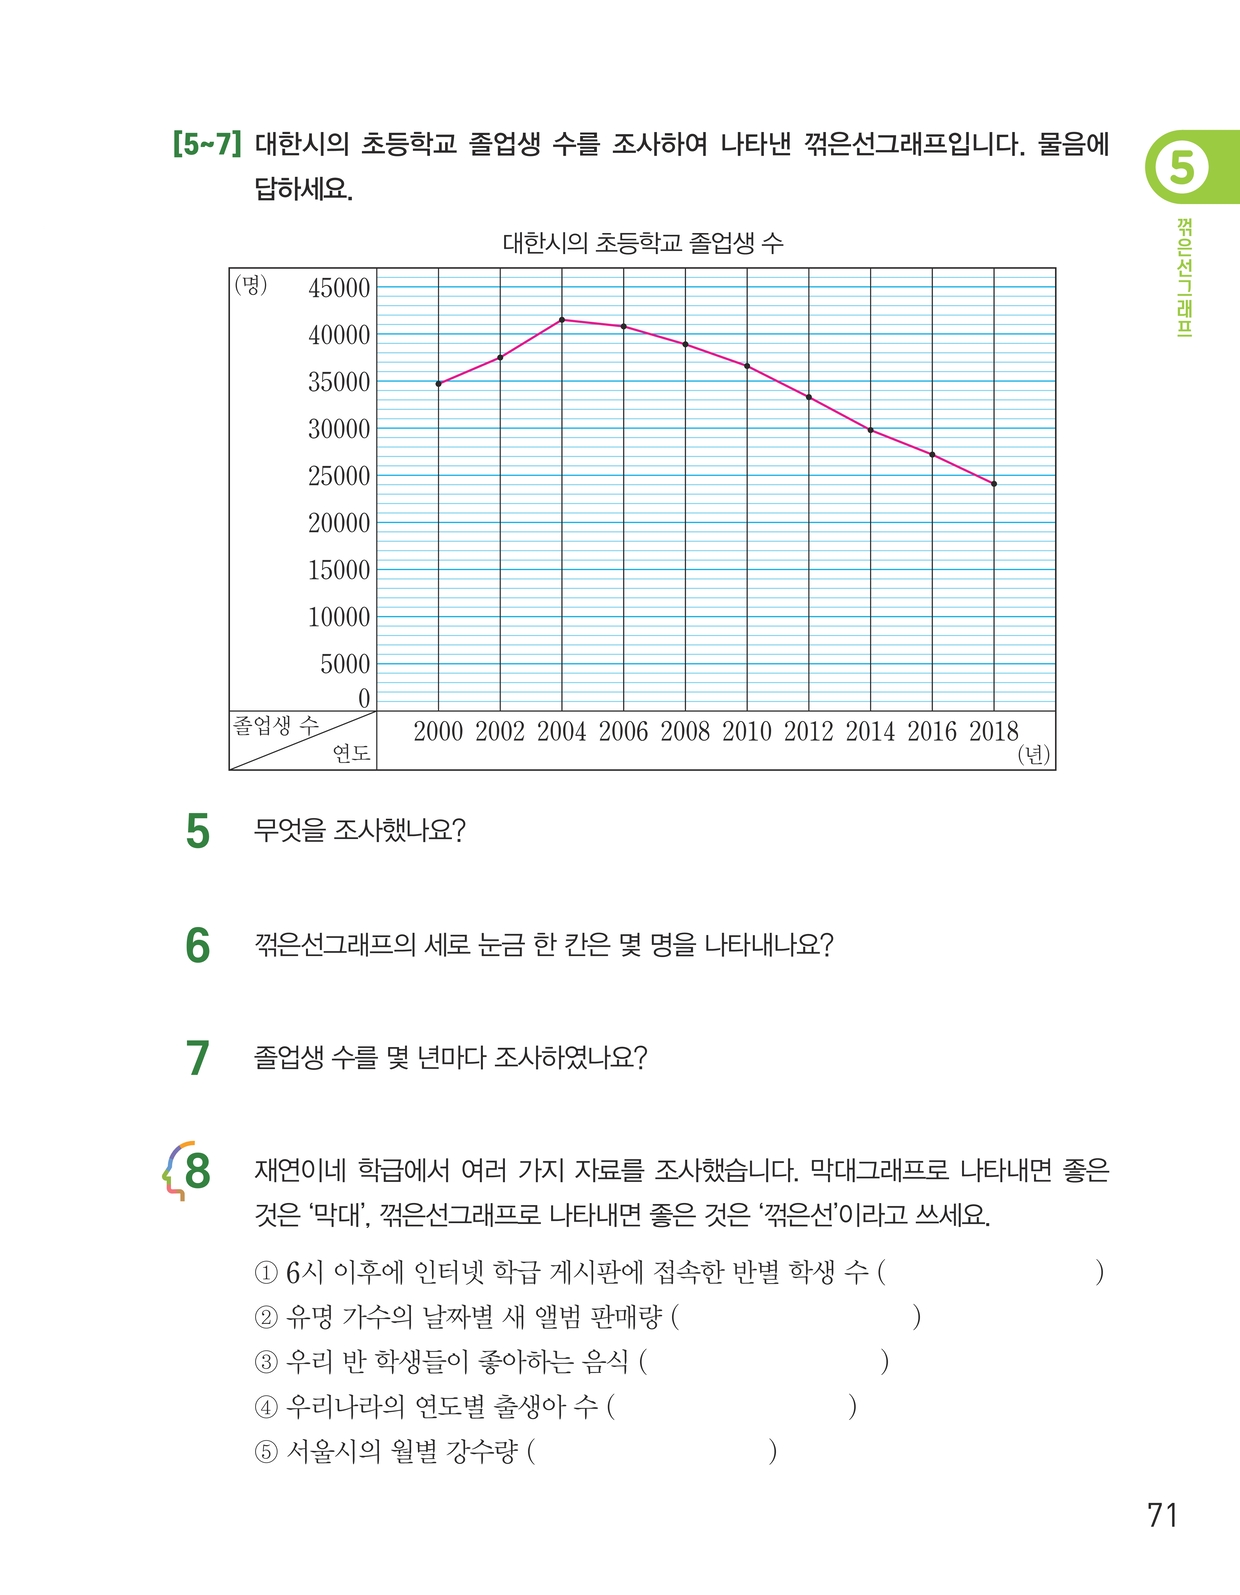 [5~7] 대한시의 초등학교 졸업생 수를 조사하여 나타낸 꺾은선그래프입니다. 물음에
답하세요.
5
꺾은선그래프
대한시의 초등학교 졸업생 수
(명)
45000
40000
35000
30000
25000
20000
15000
10000
5000
0
졸업생 수
연도
2000 2002 2004 2006 2008 2010 2012 2014 2016 2018
(년)
5 무엇을 조사했나요?
6 꺾은선그래프의 세로 눈금 한 칸은 몇 명을 나타내나요?
7 졸업생 수를 몇 년마다 조사하였나요?
8 재연이네 학급에서 여러 가지 자료를 조사했습니다. 막대그래프로 나타내면 좋은
것은 ‘막대’, 꺾은선그래프로 나타내면 좋은 것은 ‘꺾은선’이라고 쓰세요.
① 6시 이후에 인터넷 학급 게시판에 접속한 반별 학생 수 ( )
② 유명 가수의 날짜별 새 앨범 판매량 ( )
③ 우리 반 학생들이 좋아하는 음식 ( )
④ 우리나라의 연도별 출생아 수 ( )
⑤ 서울시의 월별 강수량 ( )
71